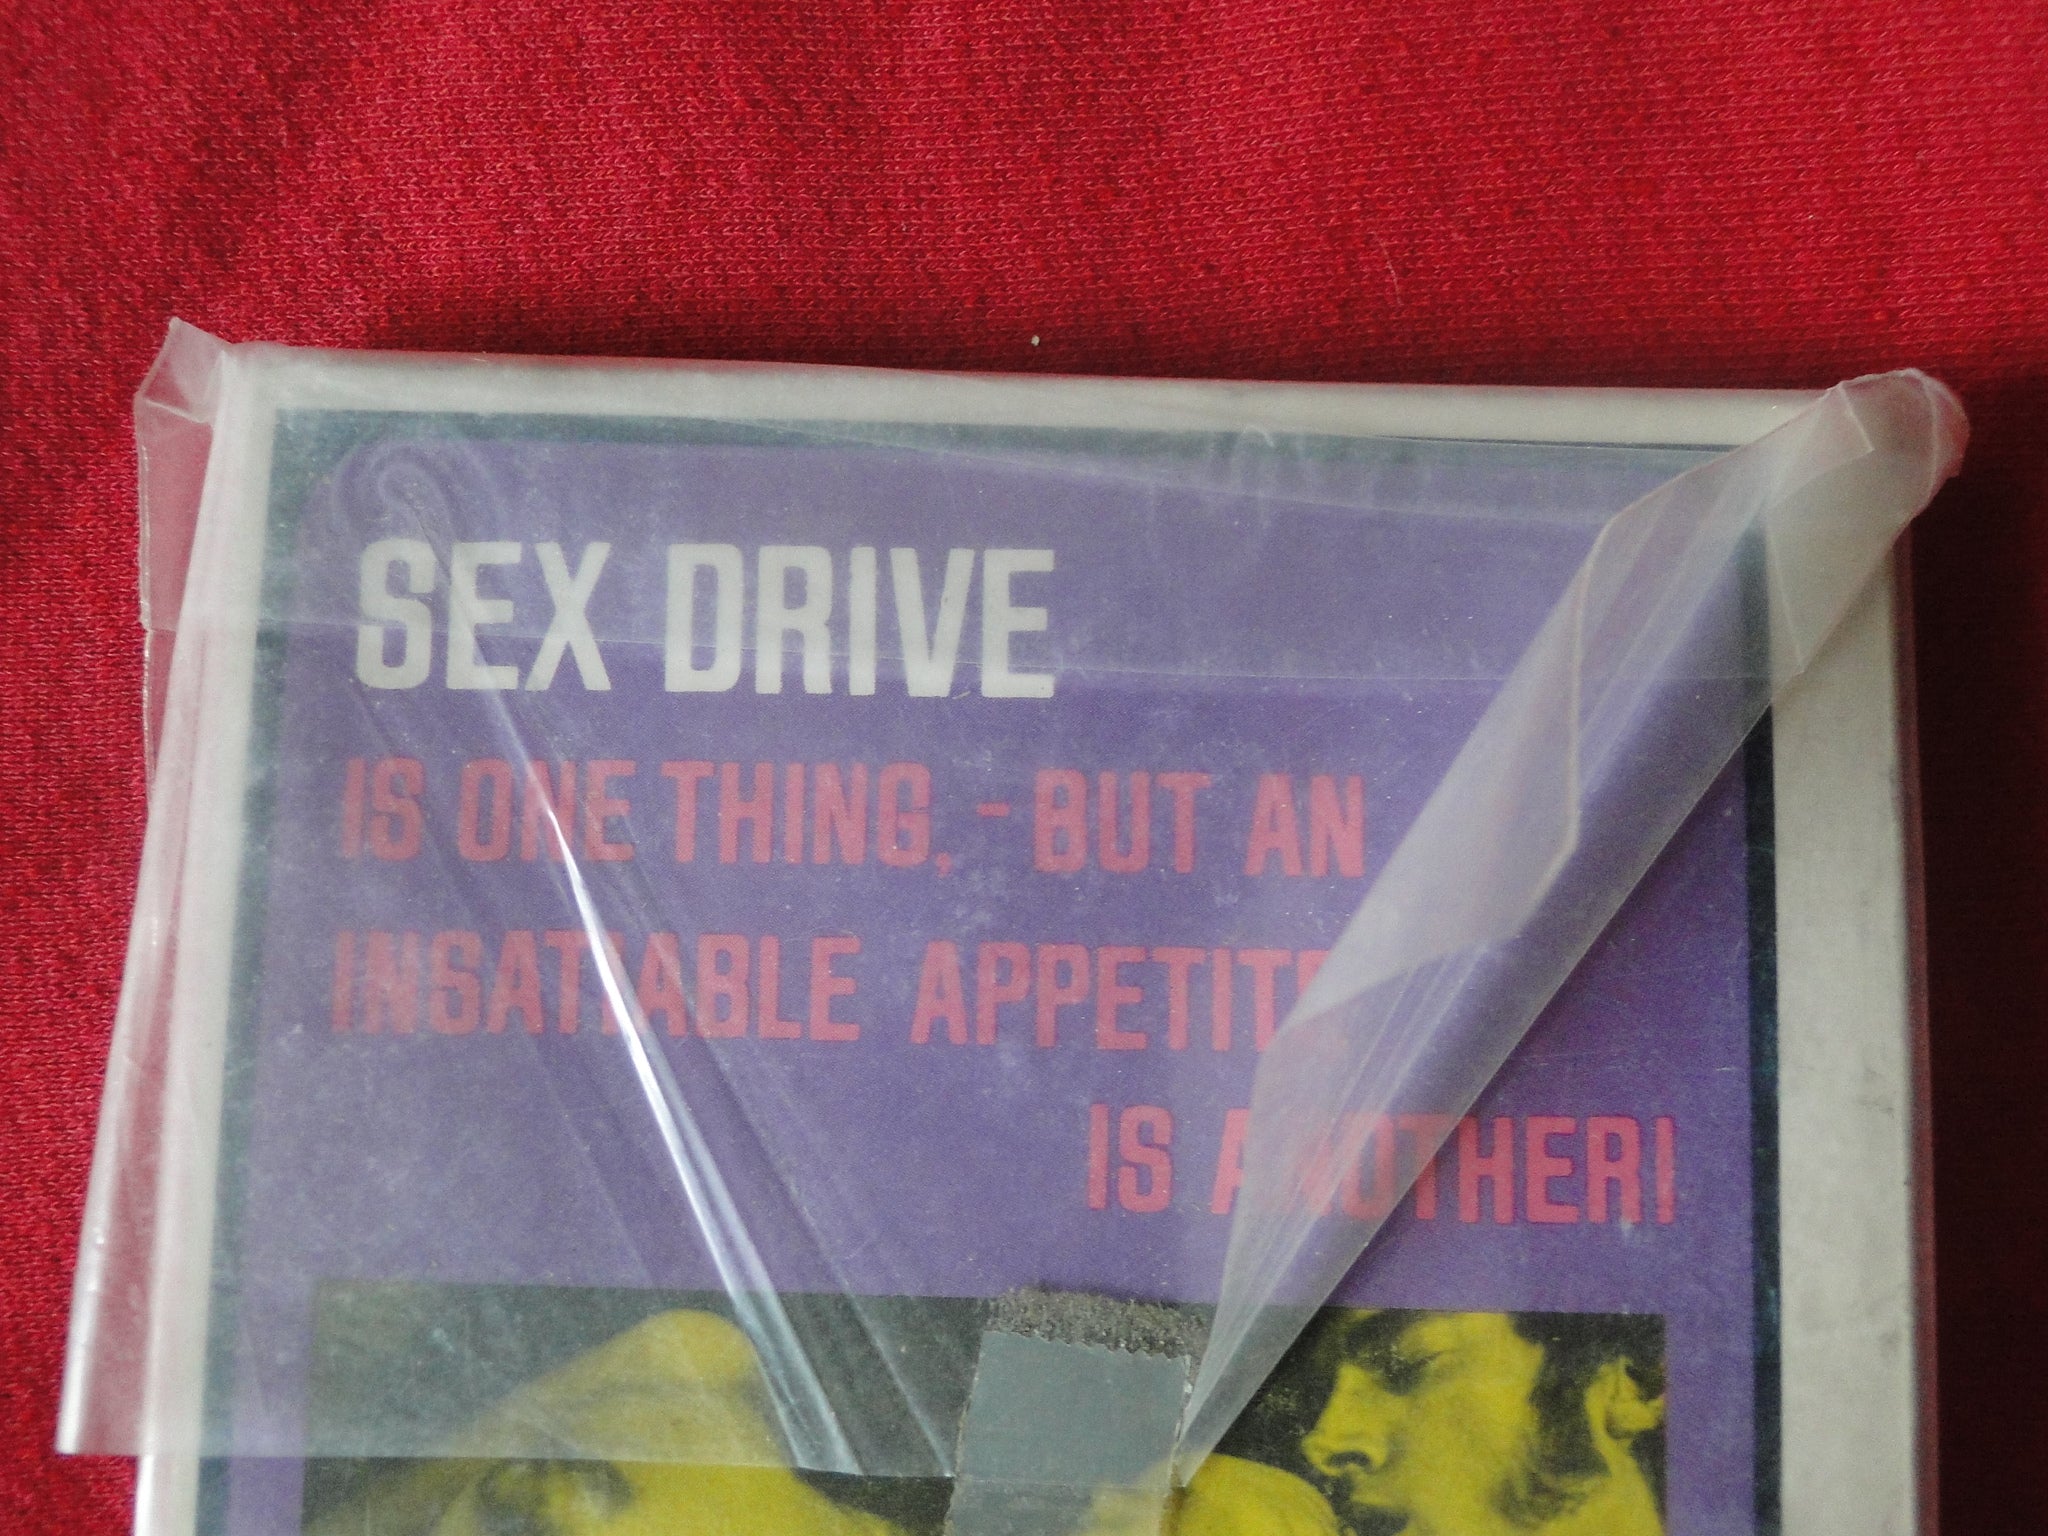 SEX DRIVE
IS ONE THING, - BUT AN
INSATIABLE APPETITE
IS ANOTHER!